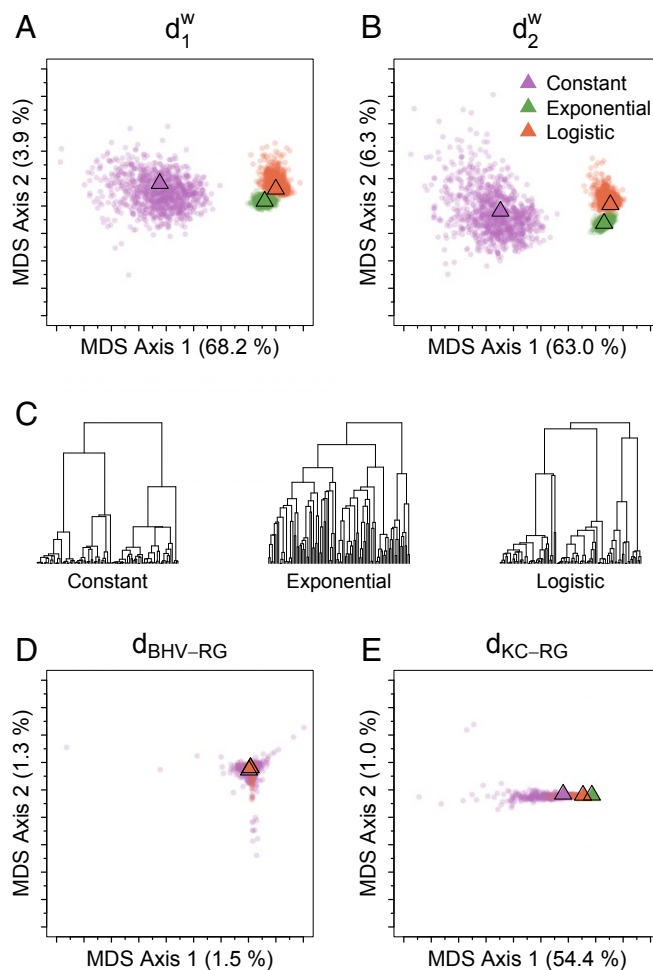 A
d₁ʷ
MDS Axis 2 (3.9 %)
MDS Axis 1 (68.2 %)
B
d₂ʷ
MDS Axis 2 (6.3 %)
Constant
Exponential
Logistic
MDS Axis 1 (63.0 %)
C
Constant
Exponential
Logistic
D
d_BHV–RG
MDS Axis 2 (1.3 %)
MDS Axis 1 (1.5 %)
E
d_KC–RG
MDS Axis 2 (1.0 %)
MDS Axis 1 (54.4 %)